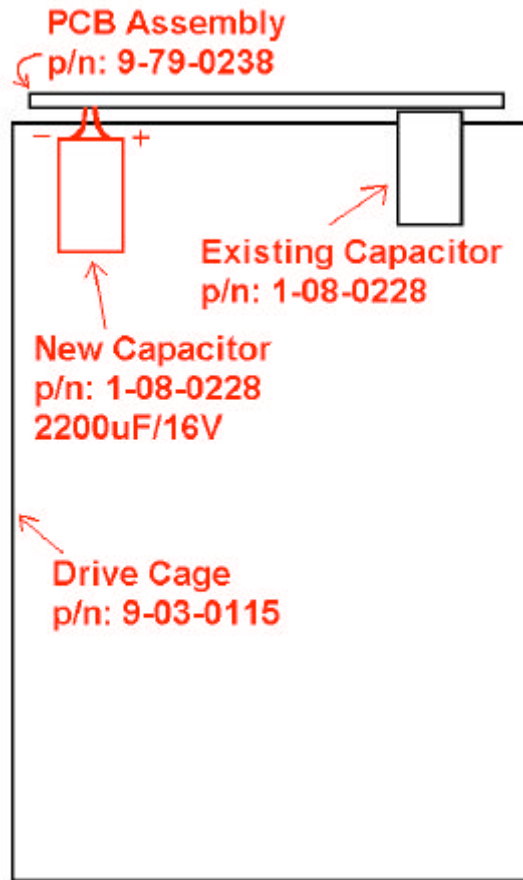 PCB Assembly
p/n: 9-79-0238
– +
Existing Capacitor
p/n: 1-08-0228
New Capacitor
p/n: 1-08-0228
2200uF/16V
Drive Cage
p/n: 9-03-0115